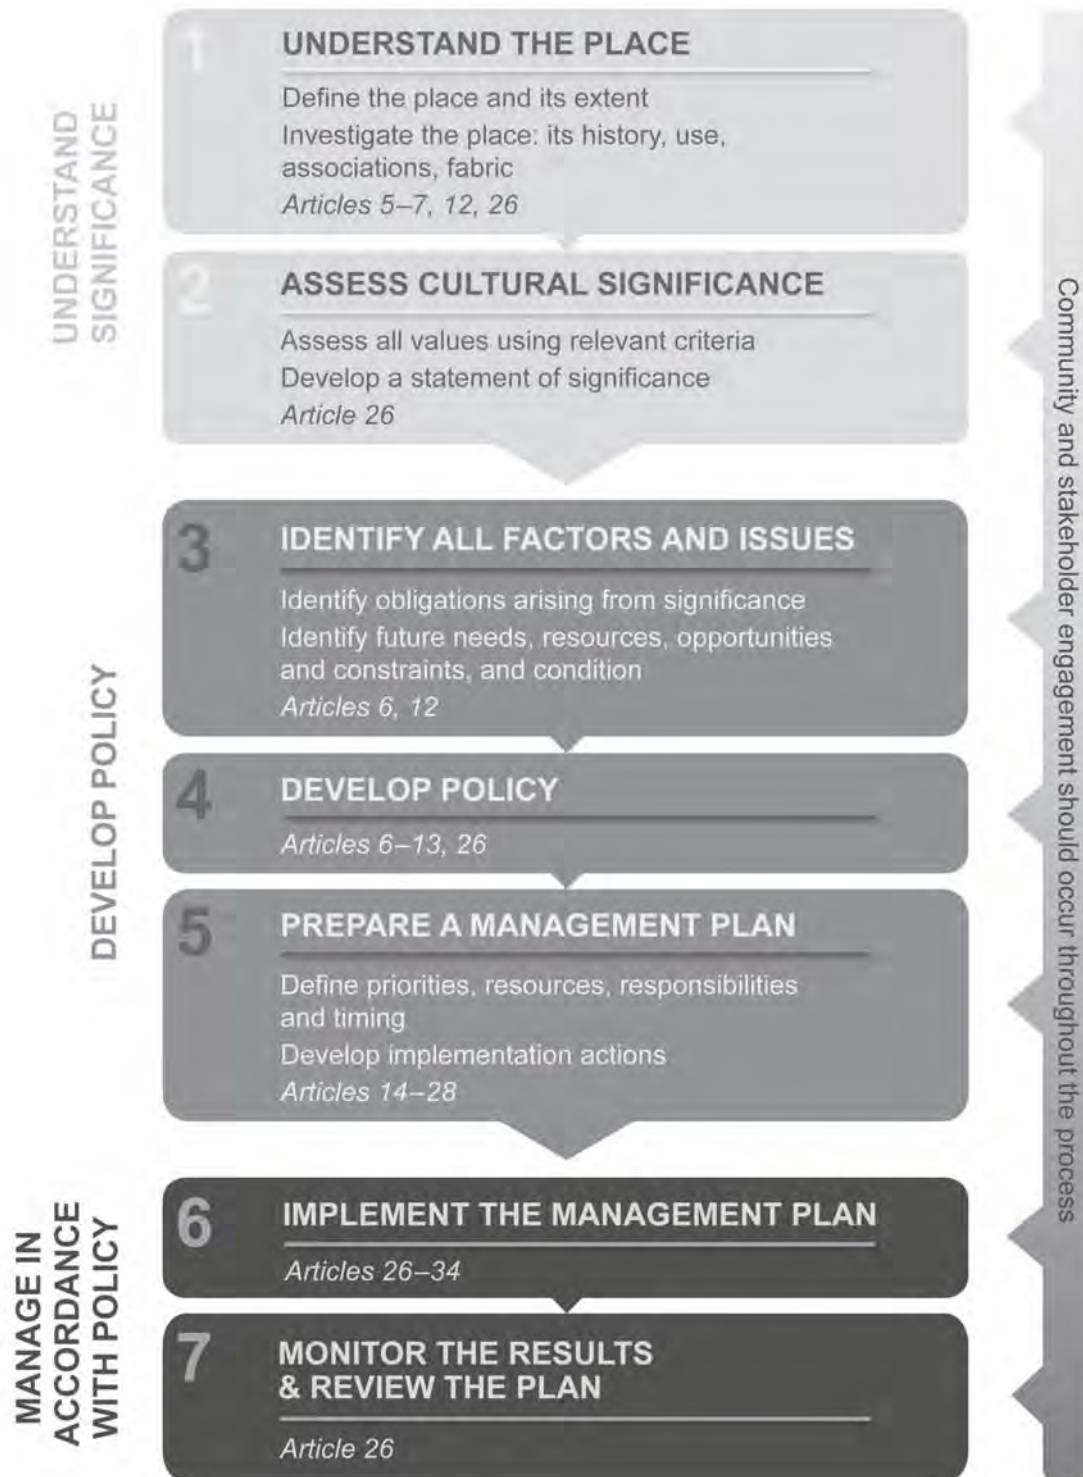 UNDERSTAND
SIGNIFICANCE
1
UNDERSTAND THE PLACE
Define the place and its extent
Investigate the place: its history, use,
associations, fabric
Articles 5–7, 12, 26
2
ASSESS CULTURAL SIGNIFICANCE
Assess all values using relevant criteria
Develop a statement of significance
Article 26
DEVELOP POLICY
3
IDENTIFY ALL FACTORS AND ISSUES
Identify obligations arising from significance
Identify future needs, resources, opportunities
and constraints, and condition
Articles 6, 12
4
DEVELOP POLICY
Articles 6–13, 26
5
PREPARE A MANAGEMENT PLAN
Define priorities, resources, responsibilities
and timing
Develop implementation actions
Articles 14–28
MANAGE IN
ACCORDANCE
WITH POLICY
6
IMPLEMENT THE MANAGEMENT PLAN
Articles 26–34
7
MONITOR THE RESULTS
& REVIEW THE PLAN
Article 26
Community and stakeholder engagement should occur throughout the process